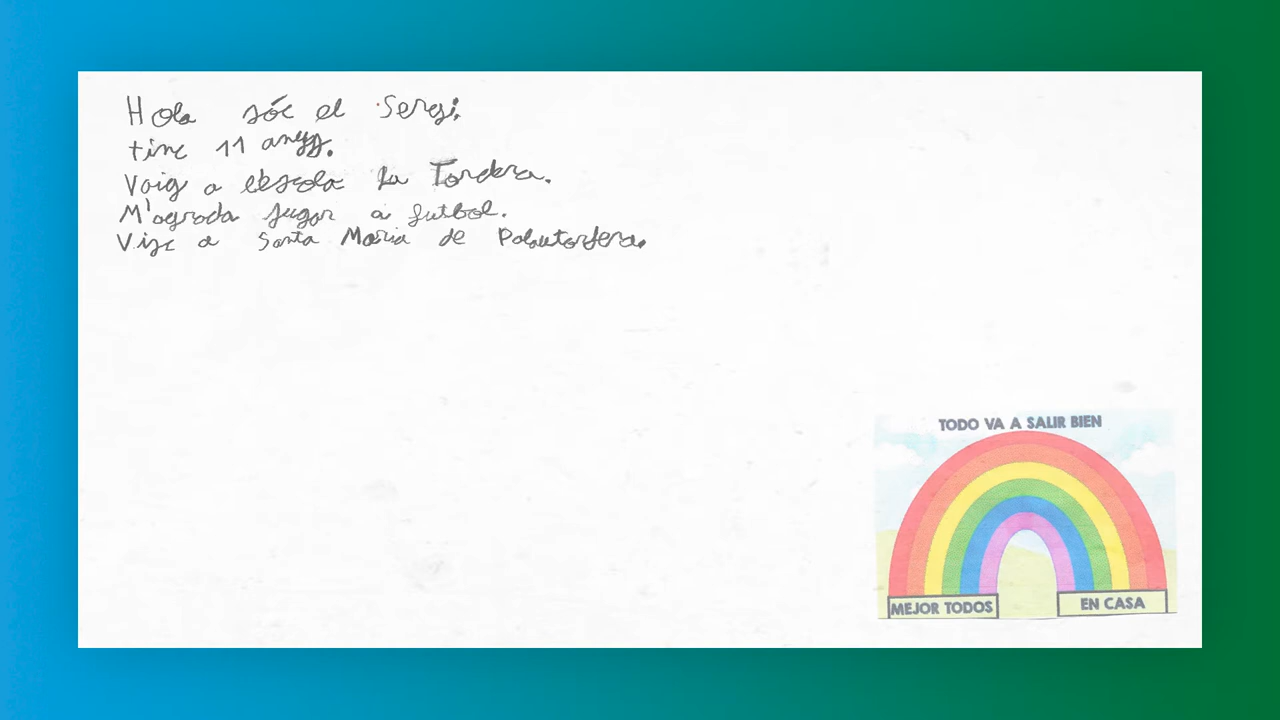 Hola sóc el Sergi.
tinc 11 anys.
Vaig a l'escola La Tordera.
M'agrada jugar a futbol.
Visc a Santa Maria de Palautordera.
TODO VA A SALIR BIEN
MEJOR TODOS
EN CASA